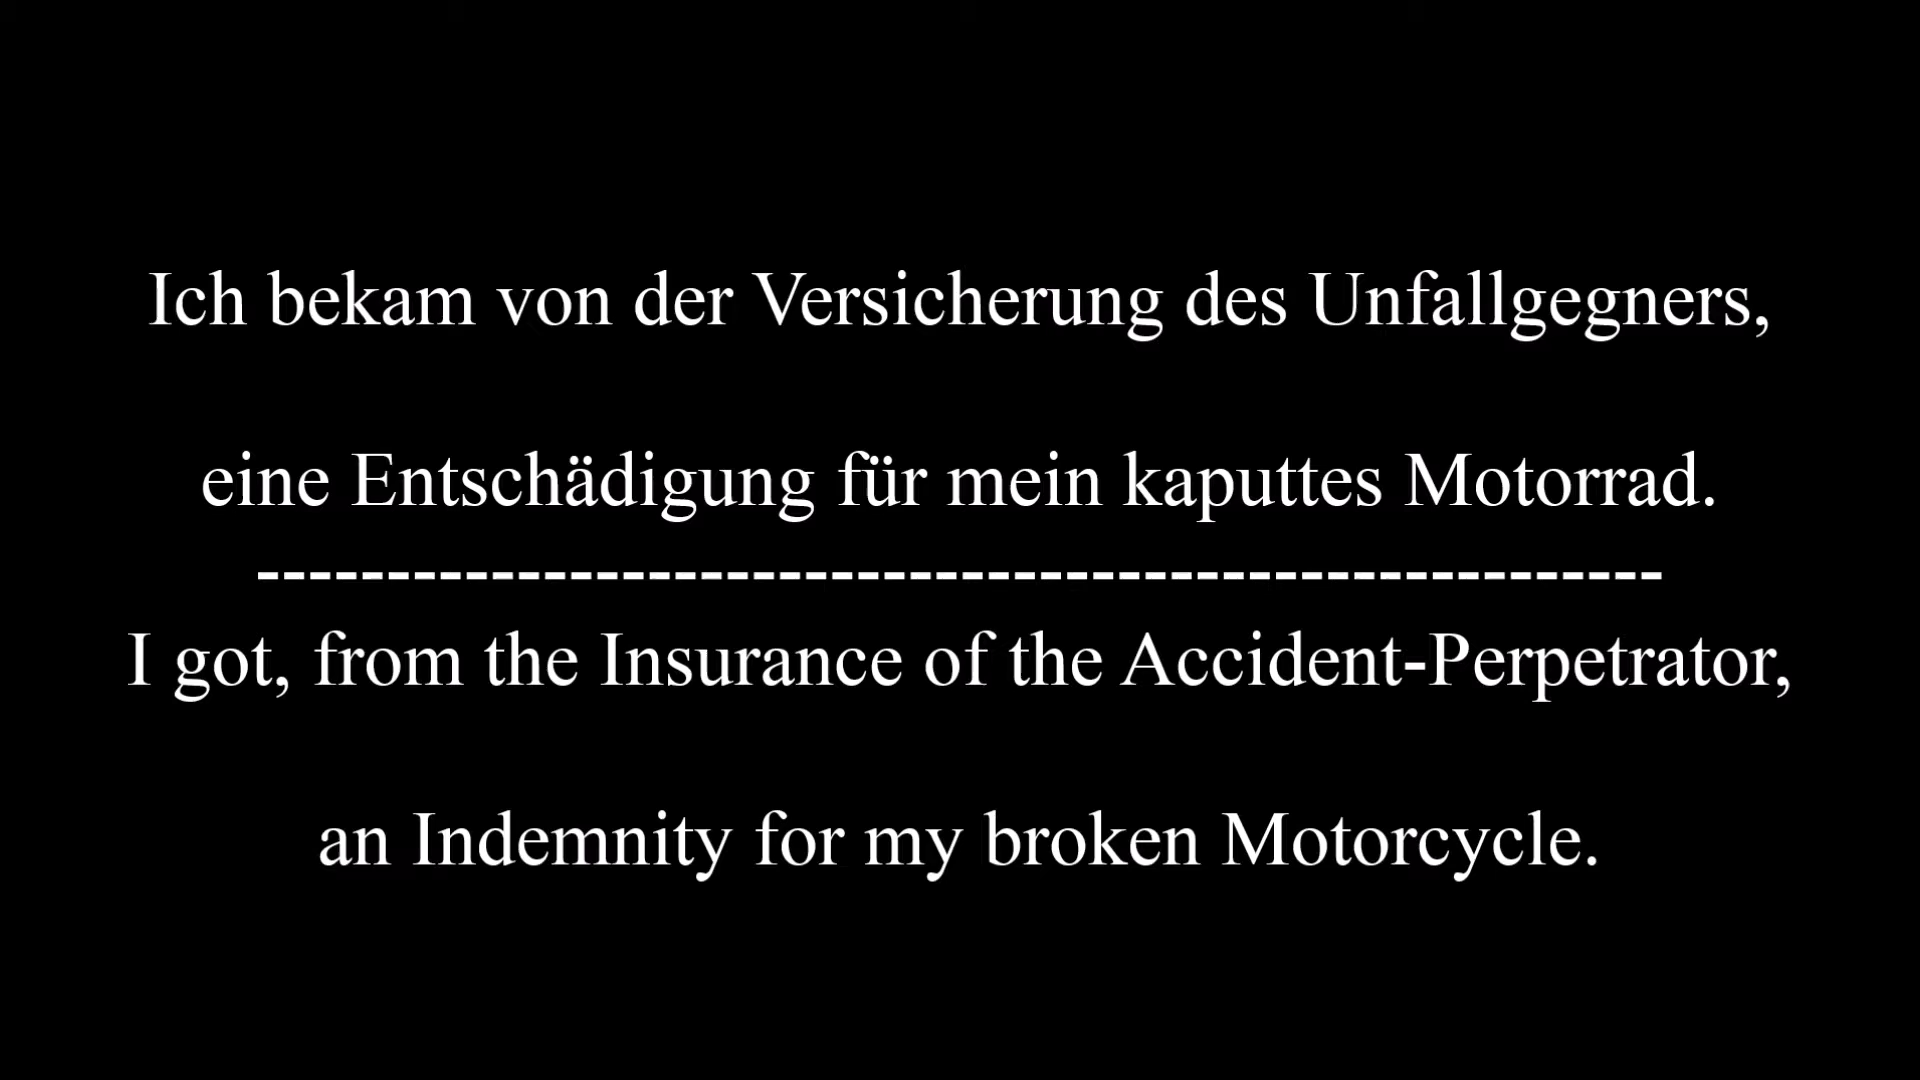 Ich bekam von der Versicherung des Unfallgegners,
eine Entschädigung für mein kaputtes Motorrad.
------------------------------------------------------
I got, from the Insurance of the Accident-Perpetrator,
an Indemnity for my broken Motorcycle.